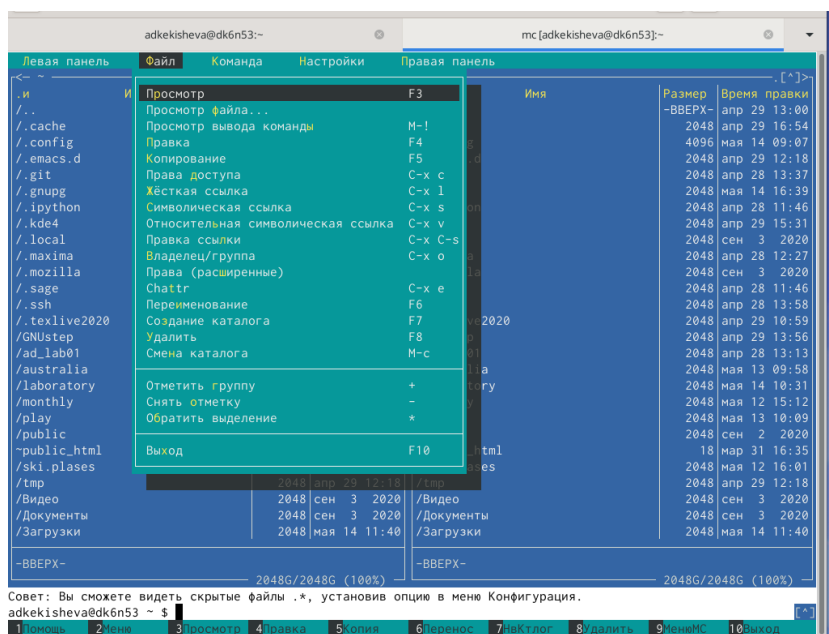 adkekisheva@dk6n53:~ mc [adkekisheva@dk6n53]:~
Левая панель Файл Команда Настройки Правая панель
<- ~ .[^]>
.и И Имя Размер Время правки
/.. Просмотр F3 -ВВЕРХ- апр 29 13:00
/.cache Просмотр файла... 2048 апр 29 16:54
/.config Просмотр вывода команды M-! 4096 мая 14 09:07
/.emacs.d Правка F4 2048 апр 29 12:18
/.git Копирование F5 2048 апр 28 13:37
/.gnupg Права доступа C-x c 2048 мая 14 16:39
/.ipython Жёсткая ссылка C-x l 2048 апр 28 11:46
/.kde4 Символическая ссылка C-x s 2048 апр 29 15:31
/.local Относительная символическая ссылка C-x v 2048 сен 3 2020
/.maxima Правка ссылки C-x C-s 2048 апр 28 12:27
/.mozilla Владелец/группа C-x o 2048 сен 3 2020
/.sage Права (расширенные) 2048 апр 28 11:46
/.ssh Chattr C-x e 2048 апр 28 13:58
/.texlive2020 Переименование F6 2048 апр 29 10:59
/GNUstep Создание каталога F7 ve2020 2048 апр 29 13:56
/ad_lab01 Удалить F8 2048 апр 28 13:13
/australia Смена каталога M-c 2048 мая 13 09:58
/laboratory Отметить группу + 2048 мая 14 10:31
/monthly Снять отметку - 2048 мая 12 15:12
/play Обратить выделение * 2048 мая 13 10:09
/public 2048 сен 2 2020
~public_html Выход F10 _html 18 мар 31 16:35
/ski.plases ases 2048 мая 12 16:01
/tmp 2048 апр 29 12:18 /tmp 2048 апр 29 12:18
/Видео 2048 сен 3 2020 /Видео 2048 сен 3 2020
/Документы 2048 сен 3 2020 /Документы 2048 сен 3 2020
/Загрузки 2048 мая 14 11:40 /Загрузки 2048 мая 14 11:40
-ВВЕРХ- -ВВЕРХ-
2048G/2048G (100%) 2048G/2048G (100%)
Совет: Вы сможете видеть скрытые файлы .*, установив опцию в меню Конфигурация.
adkekisheva@dk6n53 ~ $ [^]
1Помощь 2Меню 3Просмотр 4Правка 5Копия 6Перенос 7НвКтлог 8Удалить 9МенюМС 10Выход